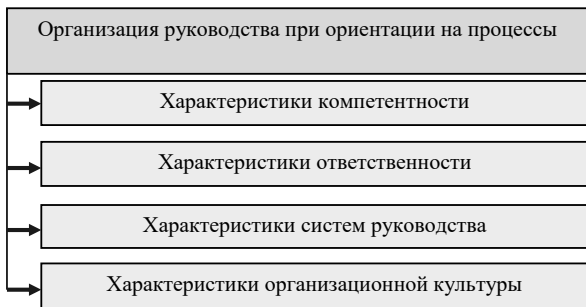 Организация руководства при ориентации на процессы
Характеристики компетентности
Характеристики ответственности
Характеристики систем руководства
Характеристики организационной культуры